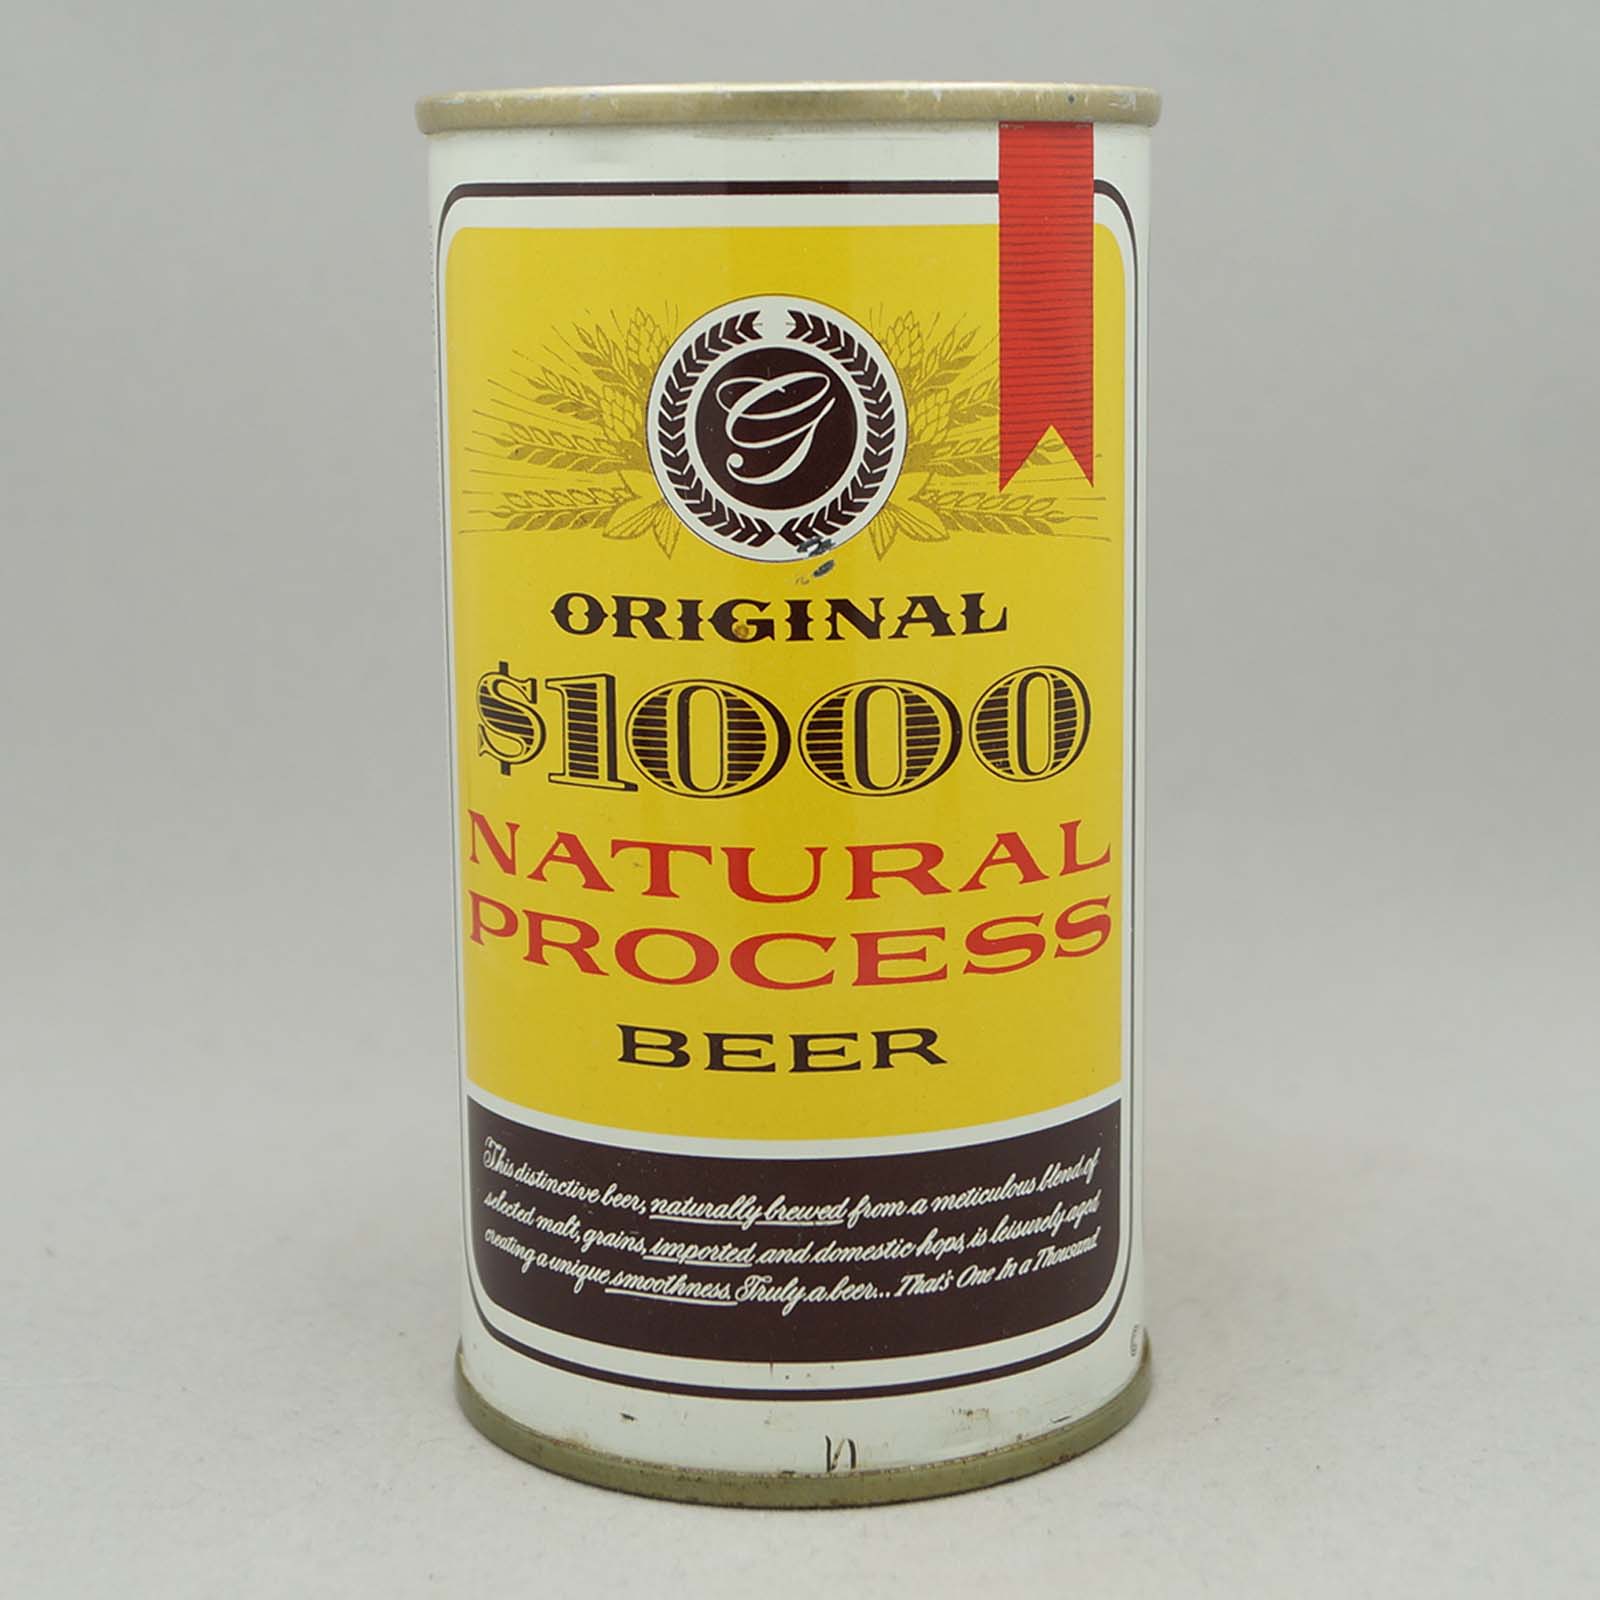 G
ORIGINAL
$1000
NATURAL
PROCESS
BEER
This distinctive beer, naturally brewed from a meticulous blend of
selected malt, grains, imported and domestic hops, is leisurely aged
creating a unique smoothness. Truly a beer... That's One In a Thousand.